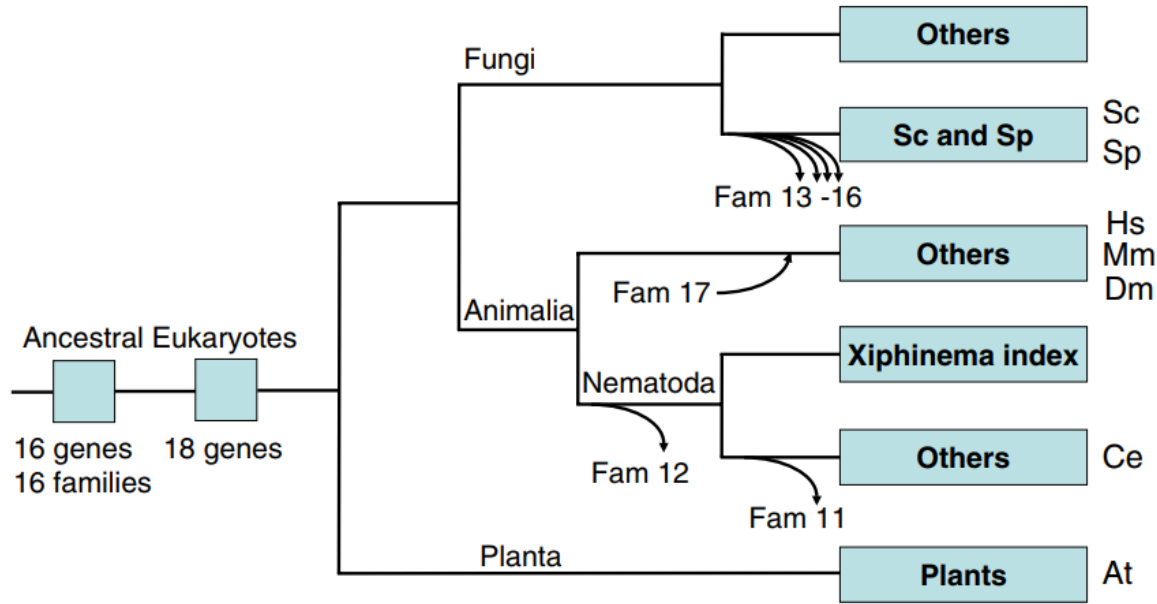 Others
Fungi
Sc
Sc and Sp
Sp
Fam 13 -16
Hs
Others
Mm
Fam 17
Dm
Animalia
Ancestral Eukaryotes
Xiphinema index
Nematoda
16 genes
18 genes
16 families
Others
Ce
Fam 12
Fam 11
Planta
Plants
At